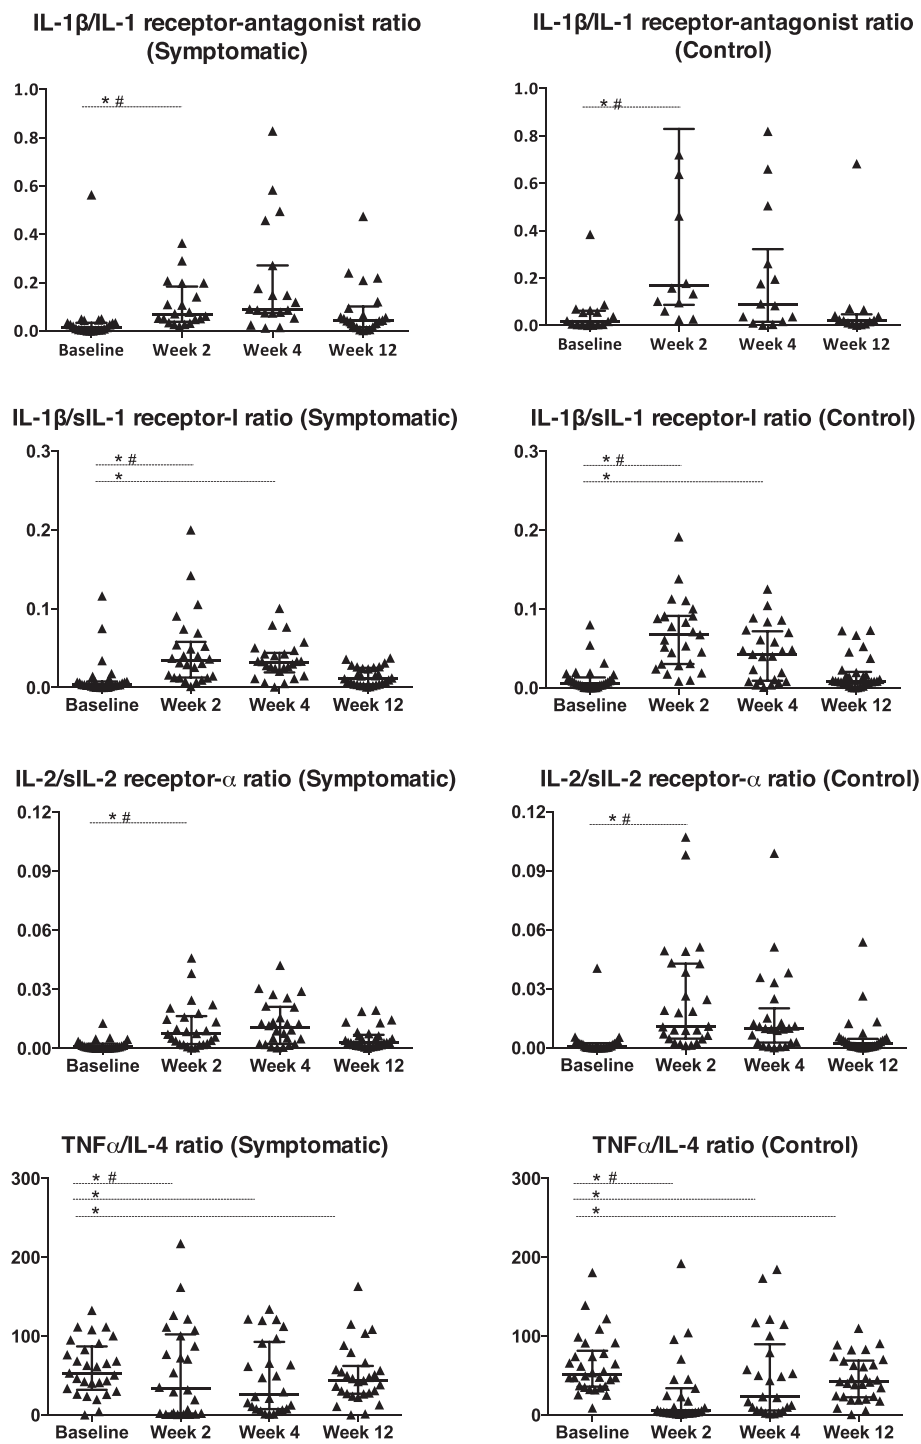 IL-1β/IL-1 receptor-antagonist ratio
(Symptomatic)
1.0
* #
0.8
0.6
0.4
0.2
0.0
Baseline Week 2 Week 4 Week 12
IL-1β/IL-1 receptor-antagonist ratio
(Control)
1.0
* #
0.8
0.6
0.4
0.2
0.0
Baseline Week 2 Week 4 Week 12
IL-1β/sIL-1 receptor-I ratio (Symptomatic)
0.3
* #
*
0.2
0.1
0.0
Baseline Week 2 Week 4 Week 12
IL-1β/sIL-1 receptor-I ratio (Control)
0.3
* #
*
0.2
0.1
0.0
Baseline Week 2 Week 4 Week 12
IL-2/sIL-2 receptor-α ratio (Symptomatic)
0.12
* #
0.09
0.06
0.03
0.00
Baseline Week 2 Week 4 Week 12
IL-2/sIL-2 receptor-α ratio (Control)
0.12
* #
0.09
0.06
0.03
0.00
Baseline Week 2 Week 4 Week 12
TNFα/IL-4 ratio (Symptomatic)
300
* #
*
*
200
100
0
Baseline Week 2 Week 4 Week 12
TNFα/IL-4 ratio (Control)
300
* #
*
*
200
100
0
Baseline Week 2 Week 4 Week 12